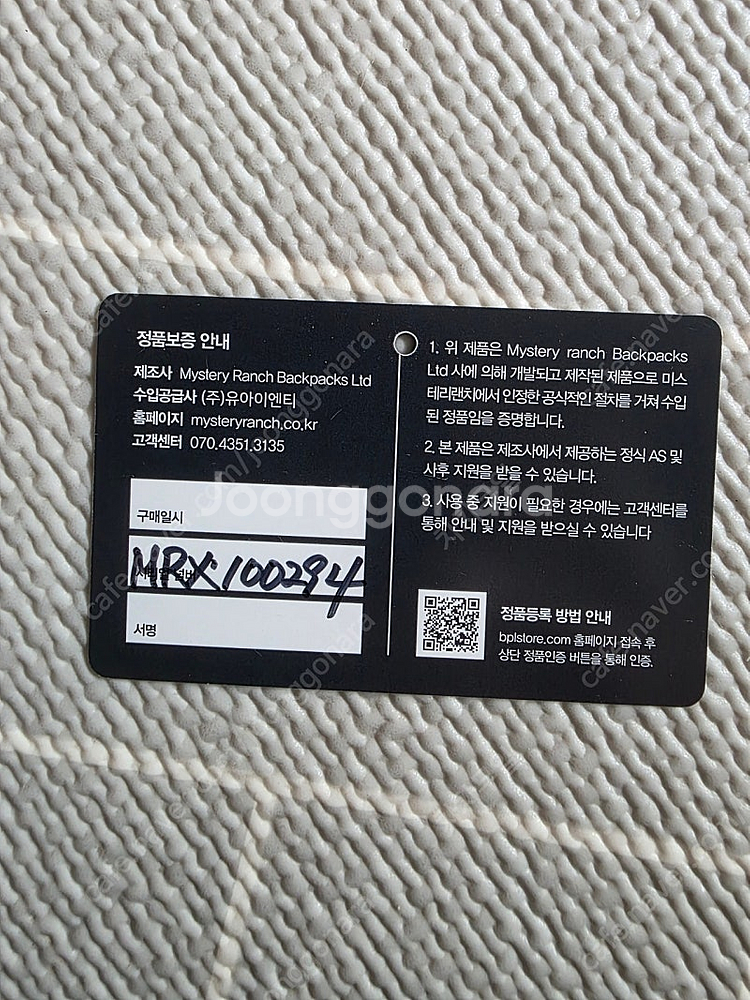 정품보증 안내
제조사 Mystery Ranch Backpacks Ltd
수입공급사 (주)유아이엔티
홈페이지 mysteryranch.co.kr
고객센터 070.4351.3135
구매일시
MRX100294
서명
1. 위 제품은 Mystery ranch Backpacks
Ltd 사에 의해 개발되고 제작된 제품으로 미스
테리랜치에서 인정한 공식적인 절차를 거쳐 수입
된 정품임을 증명합니다.
2. 본 제품은 제조사에서 제공하는 정식 AS 및
사후 지원을 받을 수 있습니다.
3. 사용 중 지원이 필요한 경우에는 고객센터를
통해 안내 및 지원을 받으실 수 있습니다
정품등록 방법 안내
bplstore.com 홈페이지 접속 후
상단 정품인증 버튼을 통해 인증.
Joonggonara